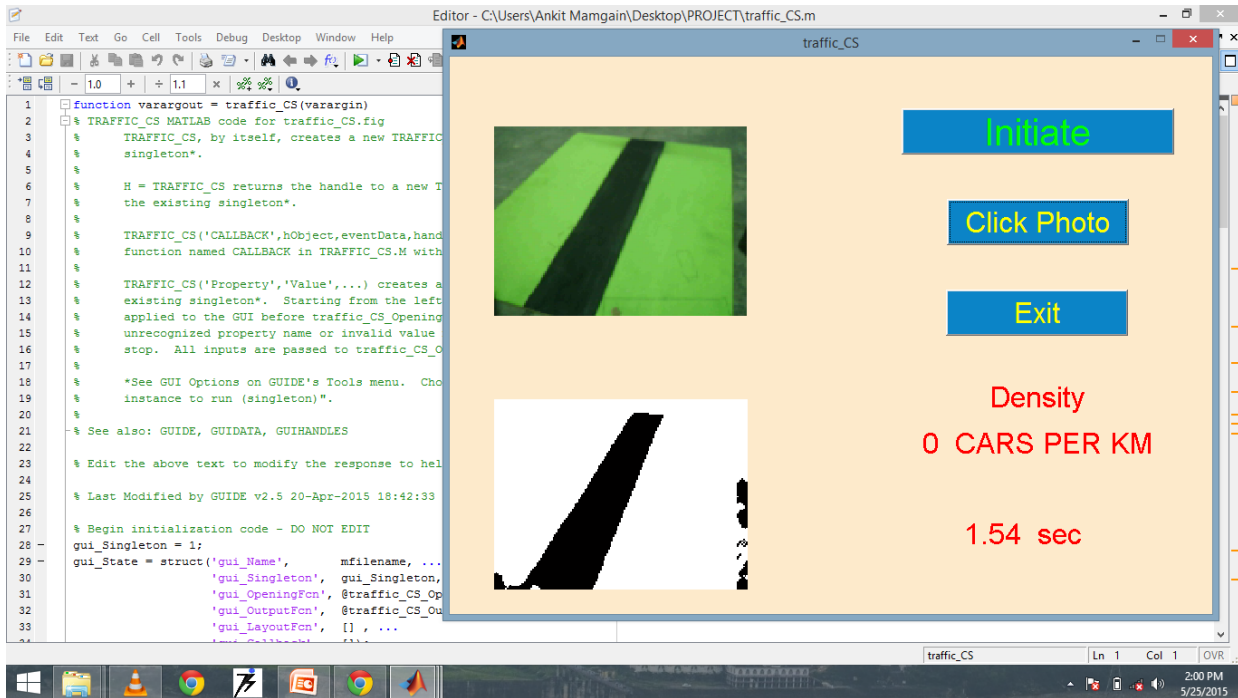 Editor - C:\Users\Ankit Mamgain\Desktop\PROJECT\traffic_CS.m
File Edit Text Go Cell Tools Debug Desktop Window Help
- 1.0 + ÷ 1.1 ×
1 function varargout = traffic_CS(varargin)
2 % TRAFFIC_CS MATLAB code for traffic_CS.fig
3 % TRAFFIC_CS, by itself, creates a new TRAFFIC
4 % singleton*.
5 %
6 % H = TRAFFIC_CS returns the handle to a new T
7 % the existing singleton*.
8 %
9 % TRAFFIC_CS('CALLBACK',hObject,eventData,hand
10 % function named CALLBACK in TRAFFIC_CS.M with
11 %
12 % TRAFFIC_CS('Property','Value',...) creates a
13 % existing singleton*. Starting from the left
14 % applied to the GUI before traffic_CS_Opening
15 % unrecognized property name or invalid value
16 % stop. All inputs are passed to traffic_CS_O
17 %
18 % *See GUI Options on GUIDE's Tools menu. Cho
19 % instance to run (singleton)".
20 %
21 % See also: GUIDE, GUIDATA, GUIHANDLES
22
23 % Edit the above text to modify the response to hel
24
25 % Last Modified by GUIDE v2.5 20-Apr-2015 18:42:33
26
27 % Begin initialization code - DO NOT EDIT
28 - gui_Singleton = 1;
29 - gui_State = struct('gui_Name', mfilename, ...
30 'gui_Singleton', gui_Singleton,
31 'gui_OpeningFcn', @traffic_CS_Op
32 'gui_OutputFcn', @traffic_CS_Ou
33 'gui_LayoutFcn', [] , ...
traffic_CS
Initiate
Click Photo
Exit
Density
0 CARS PER KM
1.54 sec
traffic_CS Ln 1 Col 1 OVR
2:00 PM
5/25/2015